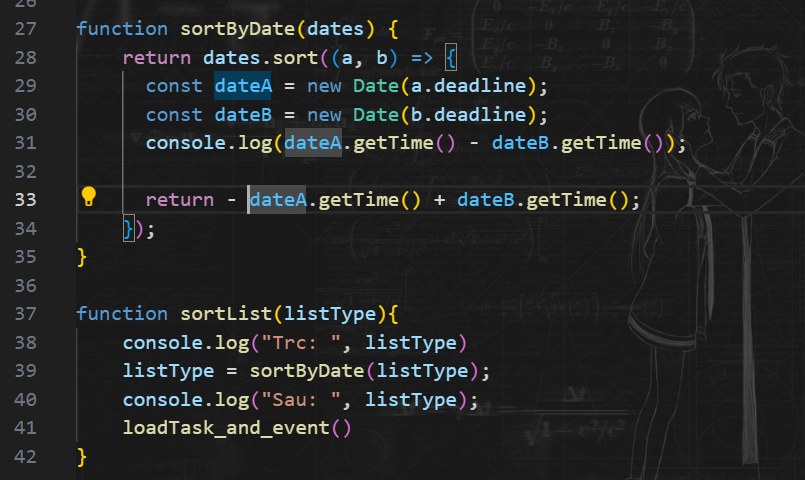 26
27 function sortByDate(dates) {
28 return dates.sort((a, b) => {
29 const dateA = new Date(a.deadline);
30 const dateB = new Date(b.deadline);
31 console.log(dateA.getTime() - dateB.getTime());
32
33 return - dateA.getTime() + dateB.getTime();
34 });
35 }
36
37 function sortList(listType){
38 console.log("Trc: ", listType)
39 listType = sortByDate(listType);
40 console.log("Sau: ", listType);
41 loadTask_and_event()
42 }